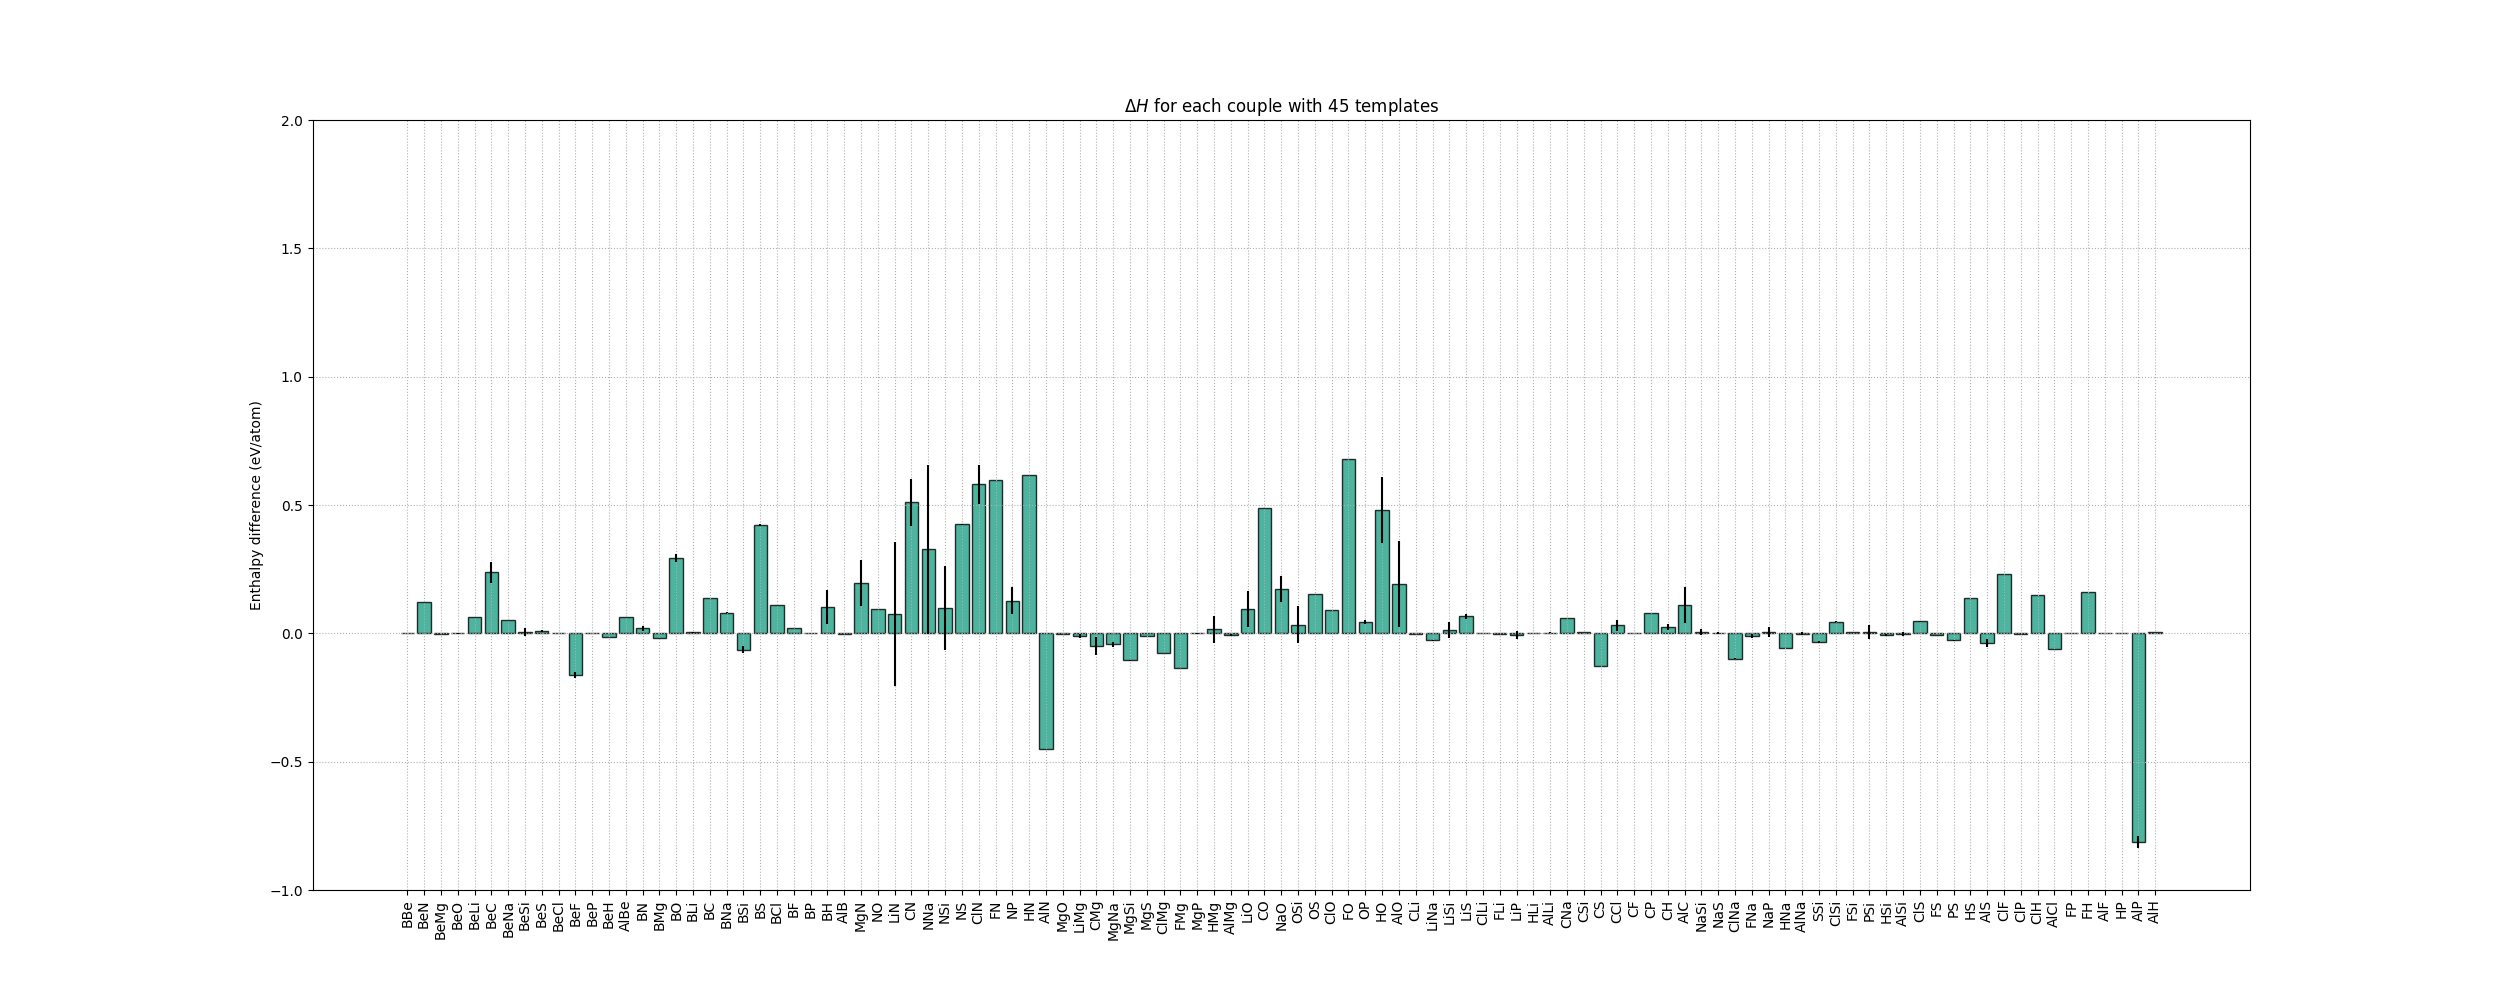 ΔH for each couple with 45 templates
Enthalpy difference (eV/atom)
2.0
1.5
1.0
0.5
0.0
−0.5
−1.0
BBe
BeN
BeMg
BeO
BeLi
BeC
BeNa
BeSi
BeS
BeCl
BeF
BeP
BeH
AlBe
BN
BMg
BO
BLi
BC
BNa
BSi
BS
BCl
BF
BP
BH
AlB
MgN
NO
LiN
CN
NNa
NSi
NS
ClN
FN
NP
HN
AlN
MgO
LiMg
CMg
MgNa
MgSi
MgS
ClMg
FMg
MgP
HMg
AlMg
LiO
CO
NaO
OSi
OS
ClO
FO
OP
HO
AlO
CLi
LiNa
LiSi
LiS
ClLi
FLi
LiP
HLi
AlLi
CNa
CSi
CS
CCl
CF
CP
CH
AlC
NaSi
NaS
ClNa
FNa
NaP
HNa
AlNa
SSi
ClSi
FSi
PSi
HSi
AlSi
ClS
FS
PS
HS
AlS
ClF
ClP
ClH
AlCl
FP
FH
AlF
HP
AlP
AlH